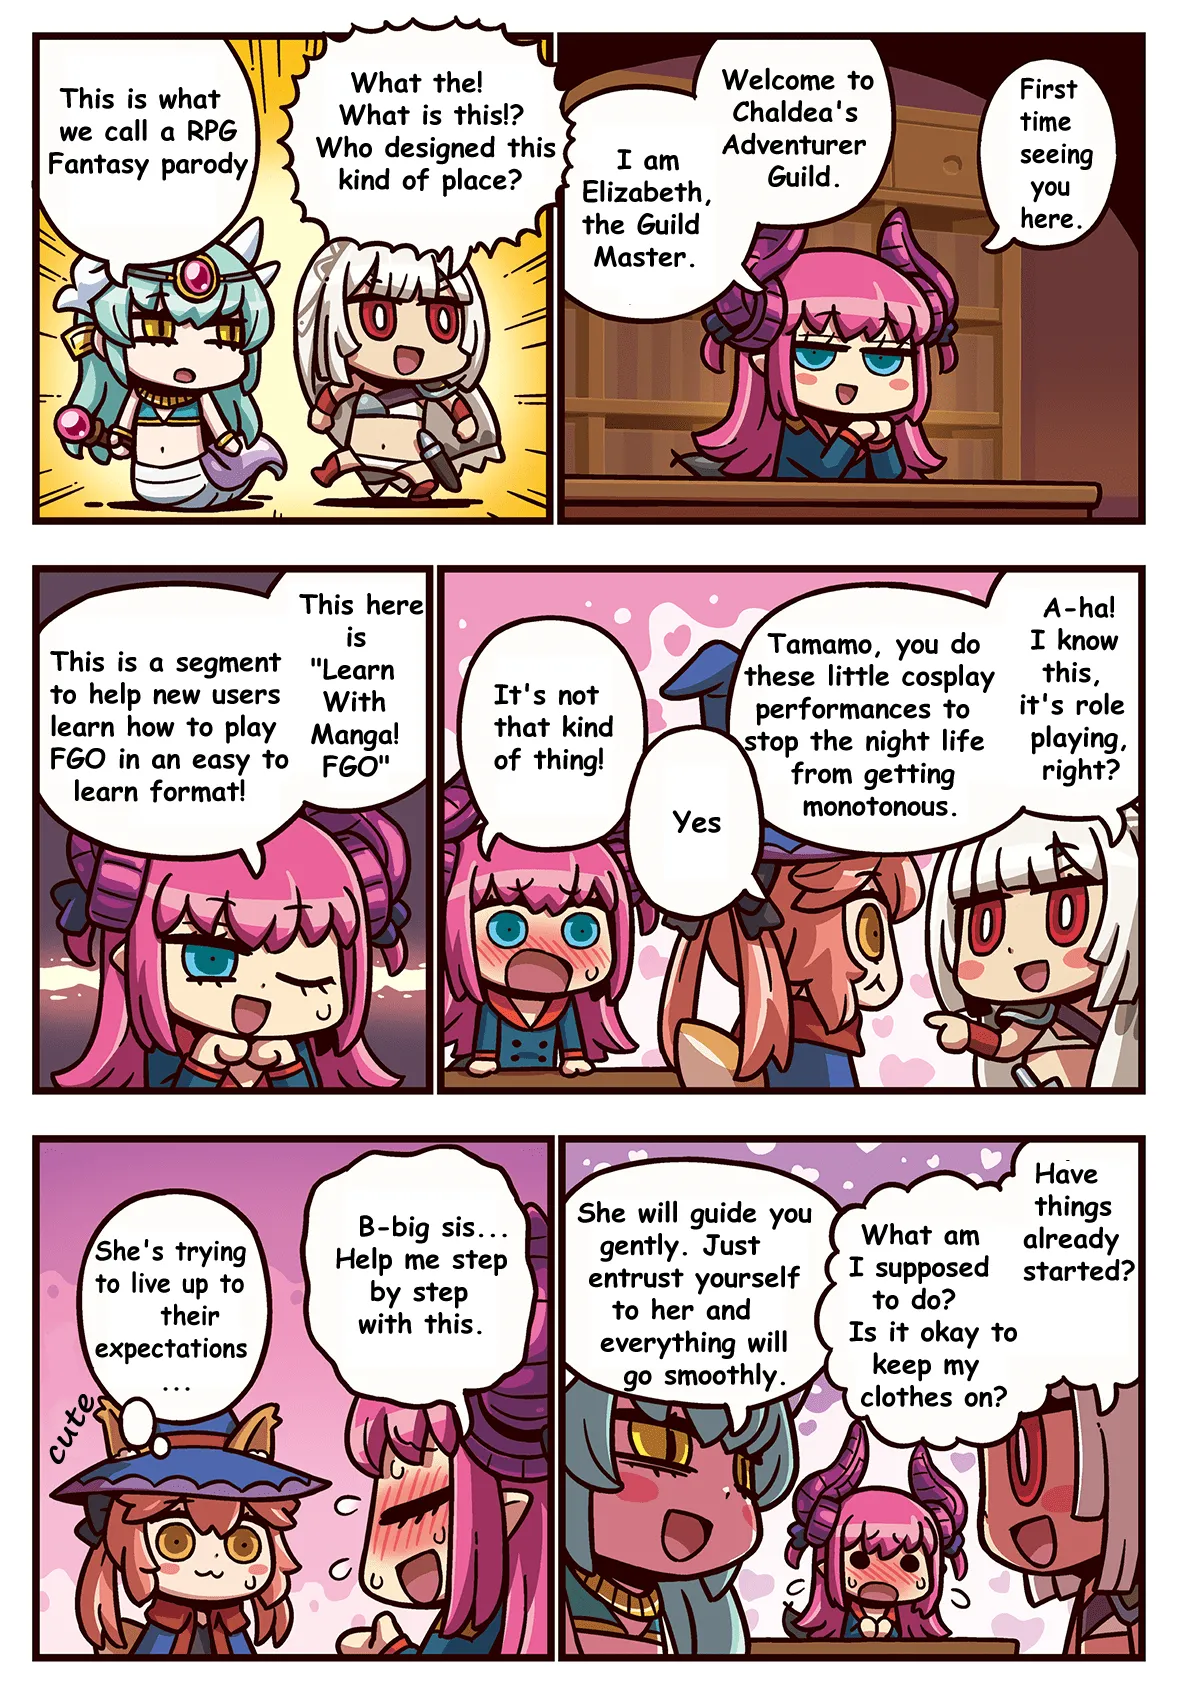 First
time
seeing
you
here.
Welcome to
Chaldea's
Adventurer
Guild.
I am
Elizabeth,
the Guild
Master.
What the!
What is this!?
Who designed this
kind of place?
This is what
we call a RPG
Fantasy parody
A-ha!
I know
this,
it's role
playing,
right?
Tamamo, you do
these little cosplay
performances to
stop the night life
from getting
monotonous.
Yes
It's not
that kind
of thing!
This here
is
"Learn
With
Manga!
FGO"
This is a segment
to help new users
learn how to play
FGO in an easy to
learn format!
Have
things
already
started?
What am
I supposed
to do?
Is it okay to
keep my
clothes on?
She will guide you
gently. Just
entrust yourself
to her and
everything will
go smoothly.
B-big sis...
Help me step
by step
with this.
She's trying
to live up to
their
expectations
...
cute